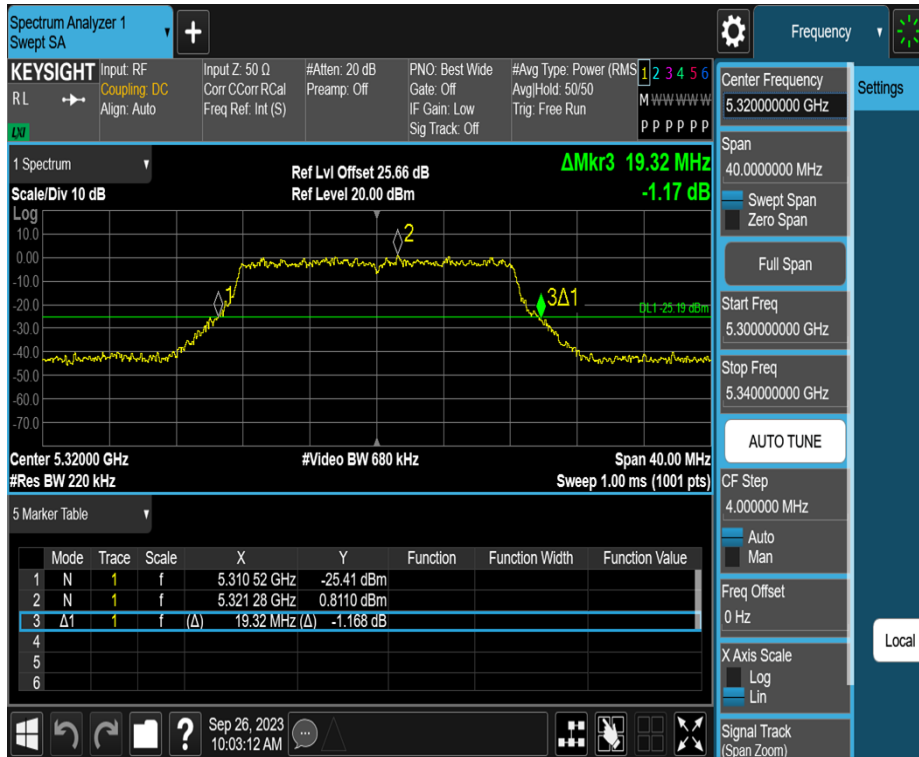 Spectrum Analyzer 1
Swept SA
Frequency
KEYSIGHT
R L
LXI
Input: RF
Coupling: DC
Align: Auto
Input Z: 50 Ω
Corr CCorr RCal
Freq Ref: Int (S)
#Atten: 20 dB
Preamp: Off
PNO: Best Wide
Gate: Off
IF Gain: Low
Sig Track: Off
#Avg Type: Power (RMS
Avg|Hold: 50/50
Trig: Free Run
1 2 3 4 5 6
M W W W W W
P P P P P P
Center Frequency
5.320000000 GHz
Settings
Span
40.0000000 MHz
Swept Span
Zero Span
Full Span
Start Freq
5.300000000 GHz
Stop Freq
5.340000000 GHz
AUTO TUNE
CF Step
4.000000 MHz
Auto
Man
Freq Offset
0 Hz
X Axis Scale
Log
Lin
Local
Signal Track
(Span Zoom)
1 Spectrum
Scale/Div 10 dB
Ref Lvl Offset 25.66 dB
Ref Level 20.00 dBm
ΔMkr3 19.32 MHz
-1.17 dB
Log
10.0
0.00
-10.0
-20.0
-30.0
-40.0
-50.0
-60.0
-70.0
1
2
3Δ1
DL1 -25.19 dBm
Center 5.32000 GHz
#Video BW 680 kHz
Span 40.00 MHz
#Res BW 220 kHz
Sweep 1.00 ms (1001 pts)
5 Marker Table
Mode Trace Scale X Y Function Function Width Function Value
1 N 1 f 5.310 52 GHz -25.41 dBm
2 N 1 f 5.321 28 GHz 0.8110 dBm
3 Δ1 1 f (Δ) 19.32 MHz (Δ) -1.168 dB
4
5
6
?
Sep 26, 2023
10:03:12 AM